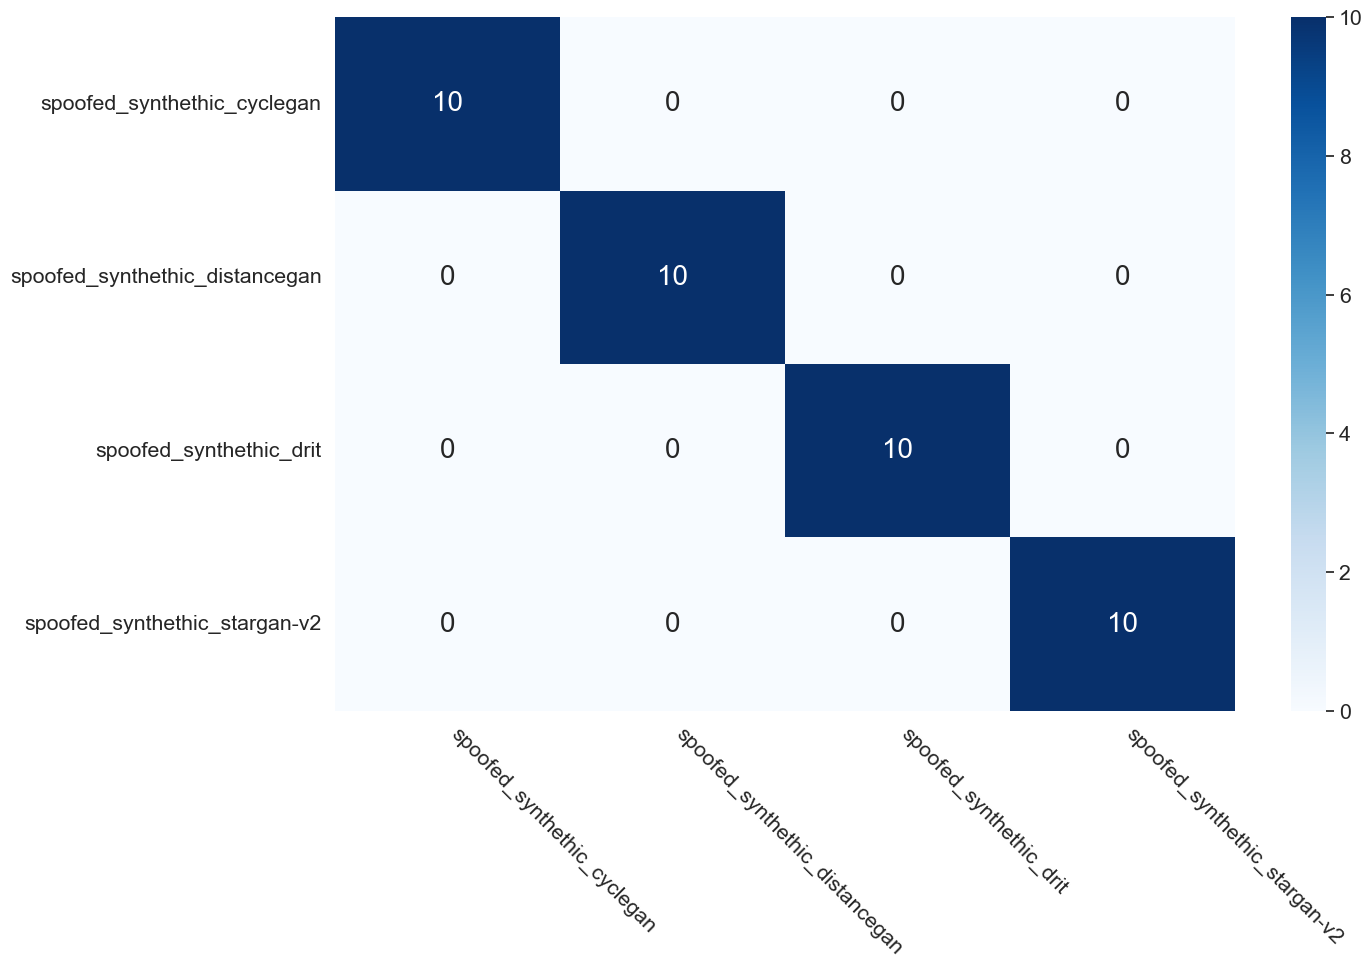 spoofed_synthethic_cyclegan 10 0 0 0
spoofed_synthethic_distancegan 0 10 0 0
spoofed_synthethic_drit 0 0 10 0
spoofed_synthethic_stargan-v2 0 0 0 10
spoofed_synthethic_cyclegan
spoofed_synthethic_distancegan
spoofed_synthethic_drit
spoofed_synthethic_stargan-v2
10
8
6
4
2
0